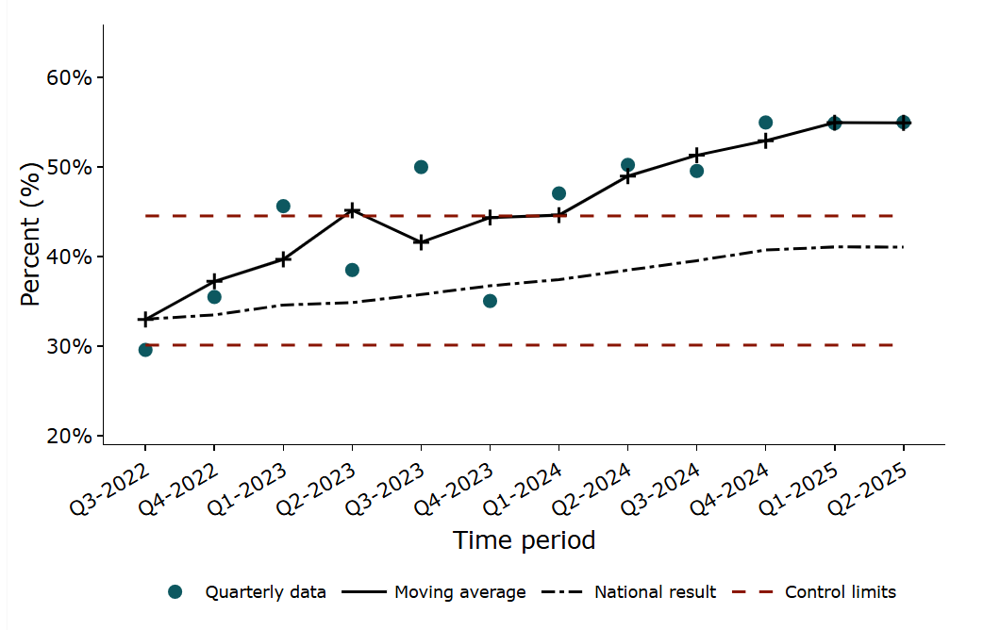 60%
50%
40%
30%
20%
Percent (%)
Q3-2022
Q4-2022
Q1-2023
Q2-2023
Q3-2023
Q4-2023
Q1-2024
Q2-2024
Q3-2024
Q4-2024
Q1-2025
Q2-2025
Time period
Quarterly data Moving average National result Control limits